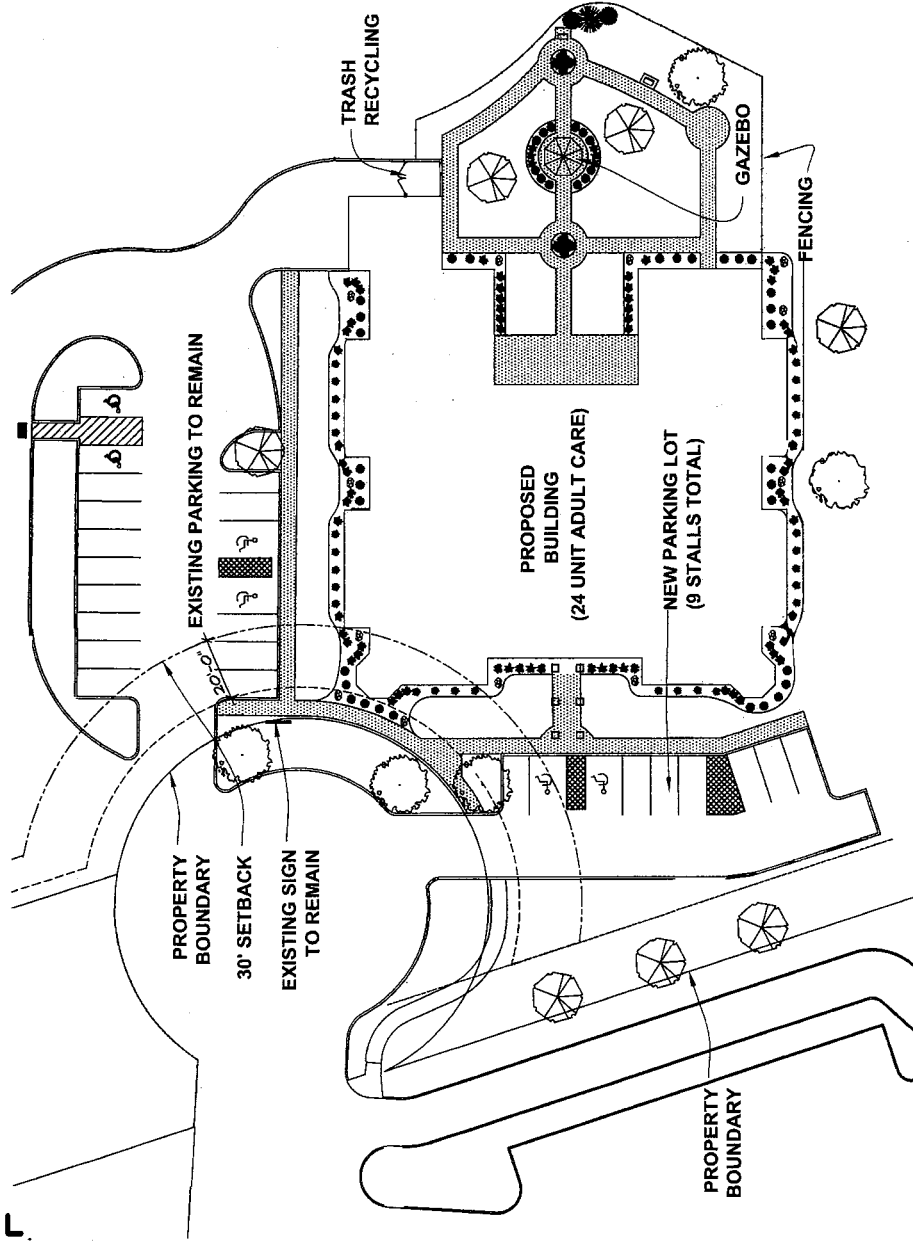 TRASH
RECYCLING
EXISTING PARKING TO REMAIN
GAZEBO
FENCING
PROPOSED
BUILDING
(24 UNIT ADULT CARE)
NEW PARKING LOT
(9 STALLS TOTAL)
20'.0"
PROPERTY
BOUNDARY
30' SETBACK
EXISTING SIGN
TO REMAIN
PROPERTY
BOUNDARY
L